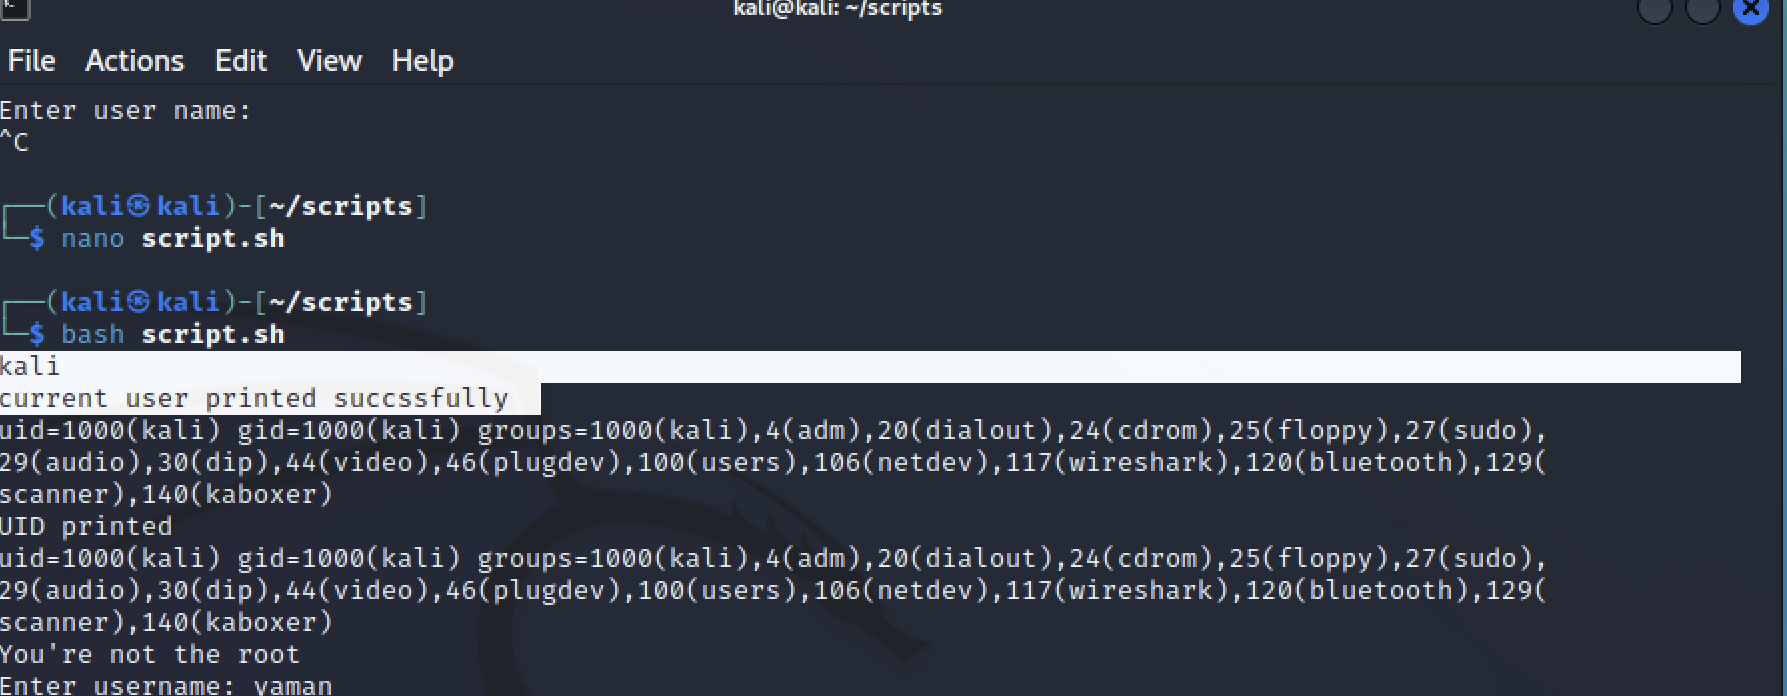 kali@kali: ~/scripts
File Actions Edit View Help
Enter user name:
^C
┌──(kali㉿kali)-[~/scripts]
└─$ nano script.sh
┌──(kali㉿kali)-[~/scripts]
└─$ bash script.sh
kali
current user printed succssfully
uid=1000(kali) gid=1000(kali) groups=1000(kali),4(adm),20(dialout),24(cdrom),25(floppy),27(sudo),
29(audio),30(dip),44(video),46(plugdev),100(users),106(netdev),117(wireshark),120(bluetooth),129(
scanner),140(kaboxer)
UID printed
uid=1000(kali) gid=1000(kali) groups=1000(kali),4(adm),20(dialout),24(cdrom),25(floppy),27(sudo),
29(audio),30(dip),44(video),46(plugdev),100(users),106(netdev),117(wireshark),120(bluetooth),129(
scanner),140(kaboxer)
You're not the root
Enter username: yaman